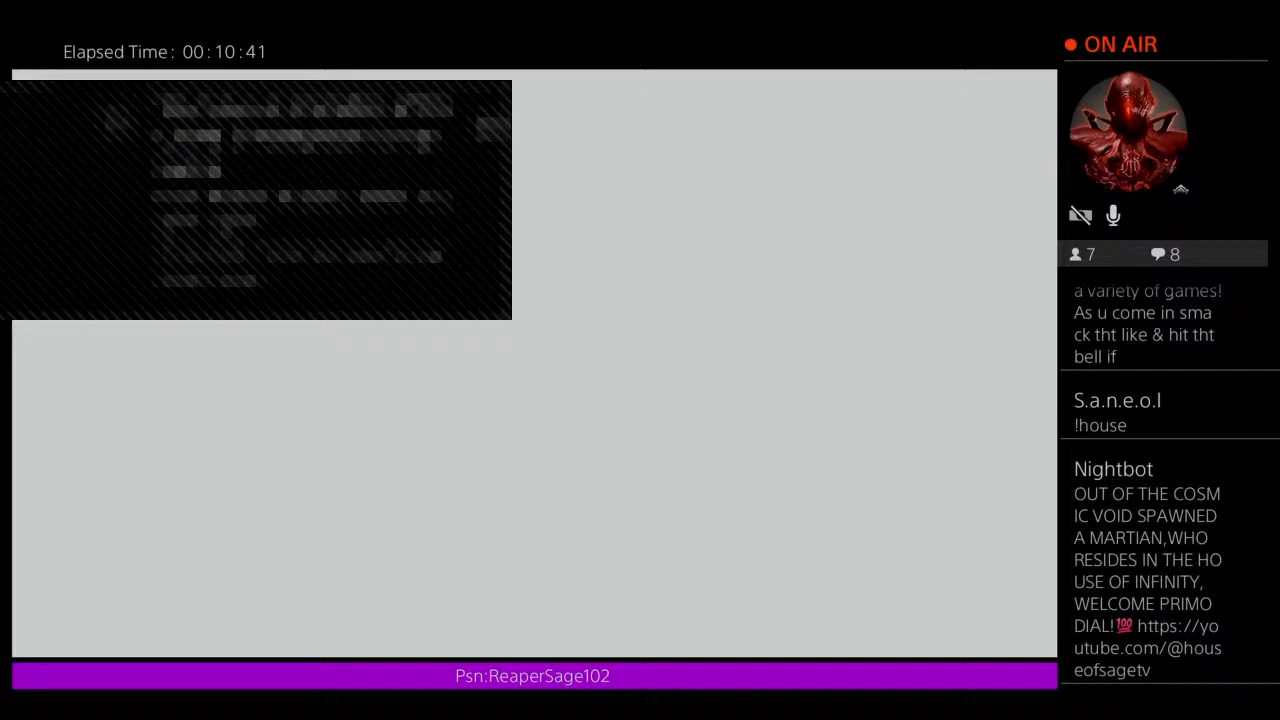 Elapsed Time: 00:10:41
ON AIR
7 8
a variety of games!
As u come in sma
ck tht like & hit tht
bell if
S.a.n.e.o.l
!house
Nightbot
OUT OF THE COSM
IC VOID SPAWNED
A MARTIAN,WHO
RESIDES IN THE HO
USE OF INFINITY,
WELCOME PRIMO
DIAL!💯 https://yo
utube.com/@hous
eofsagetv
Psn:ReaperSage102